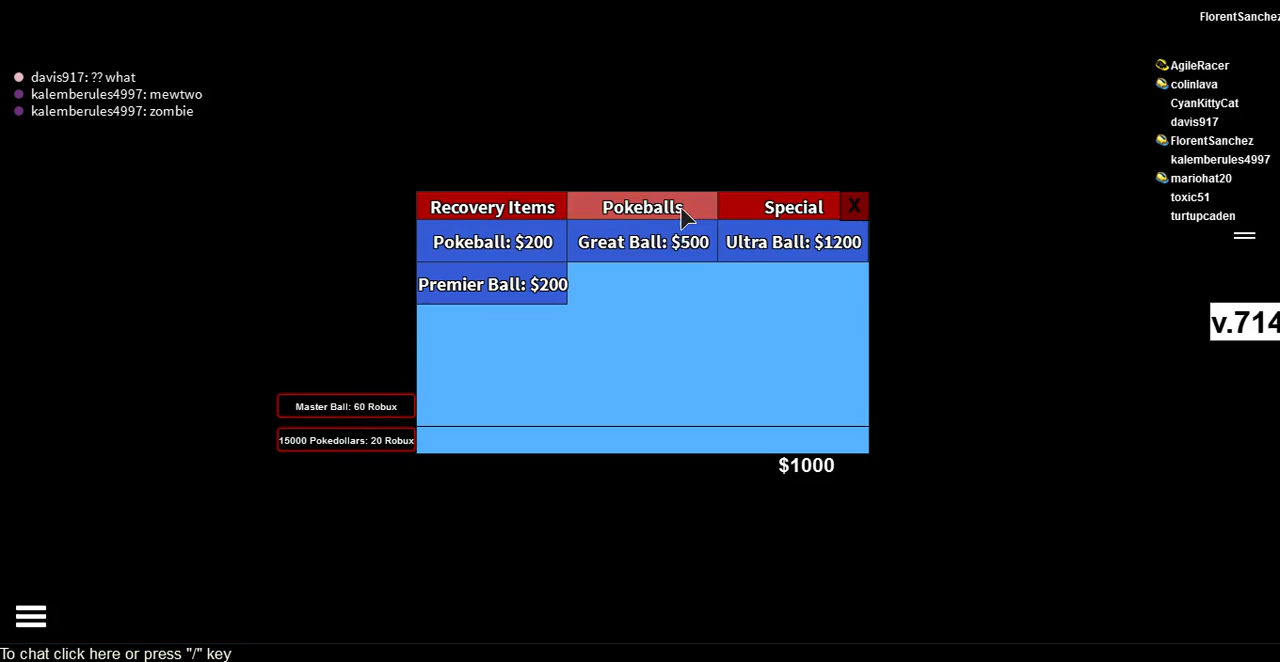 FlorentSanchez
davis917: ?? what
kalemberules4997: mewtwo
kalemberules4997: zombie
AgileRacer
colinlava
CyanKittyCat
davis917
FlorentSanchez
kalemberules4997
mariohat20
toxic51
turtupcaden
Recovery Items Pokeballs Special X
Pokeball: $200 Great Ball: $500 Ultra Ball: $1200
Premier Ball: $200
v.714
Master Ball: 60 Robux
15000 Pokedollars: 20 Robux
$1000
To chat click here or press "/" key